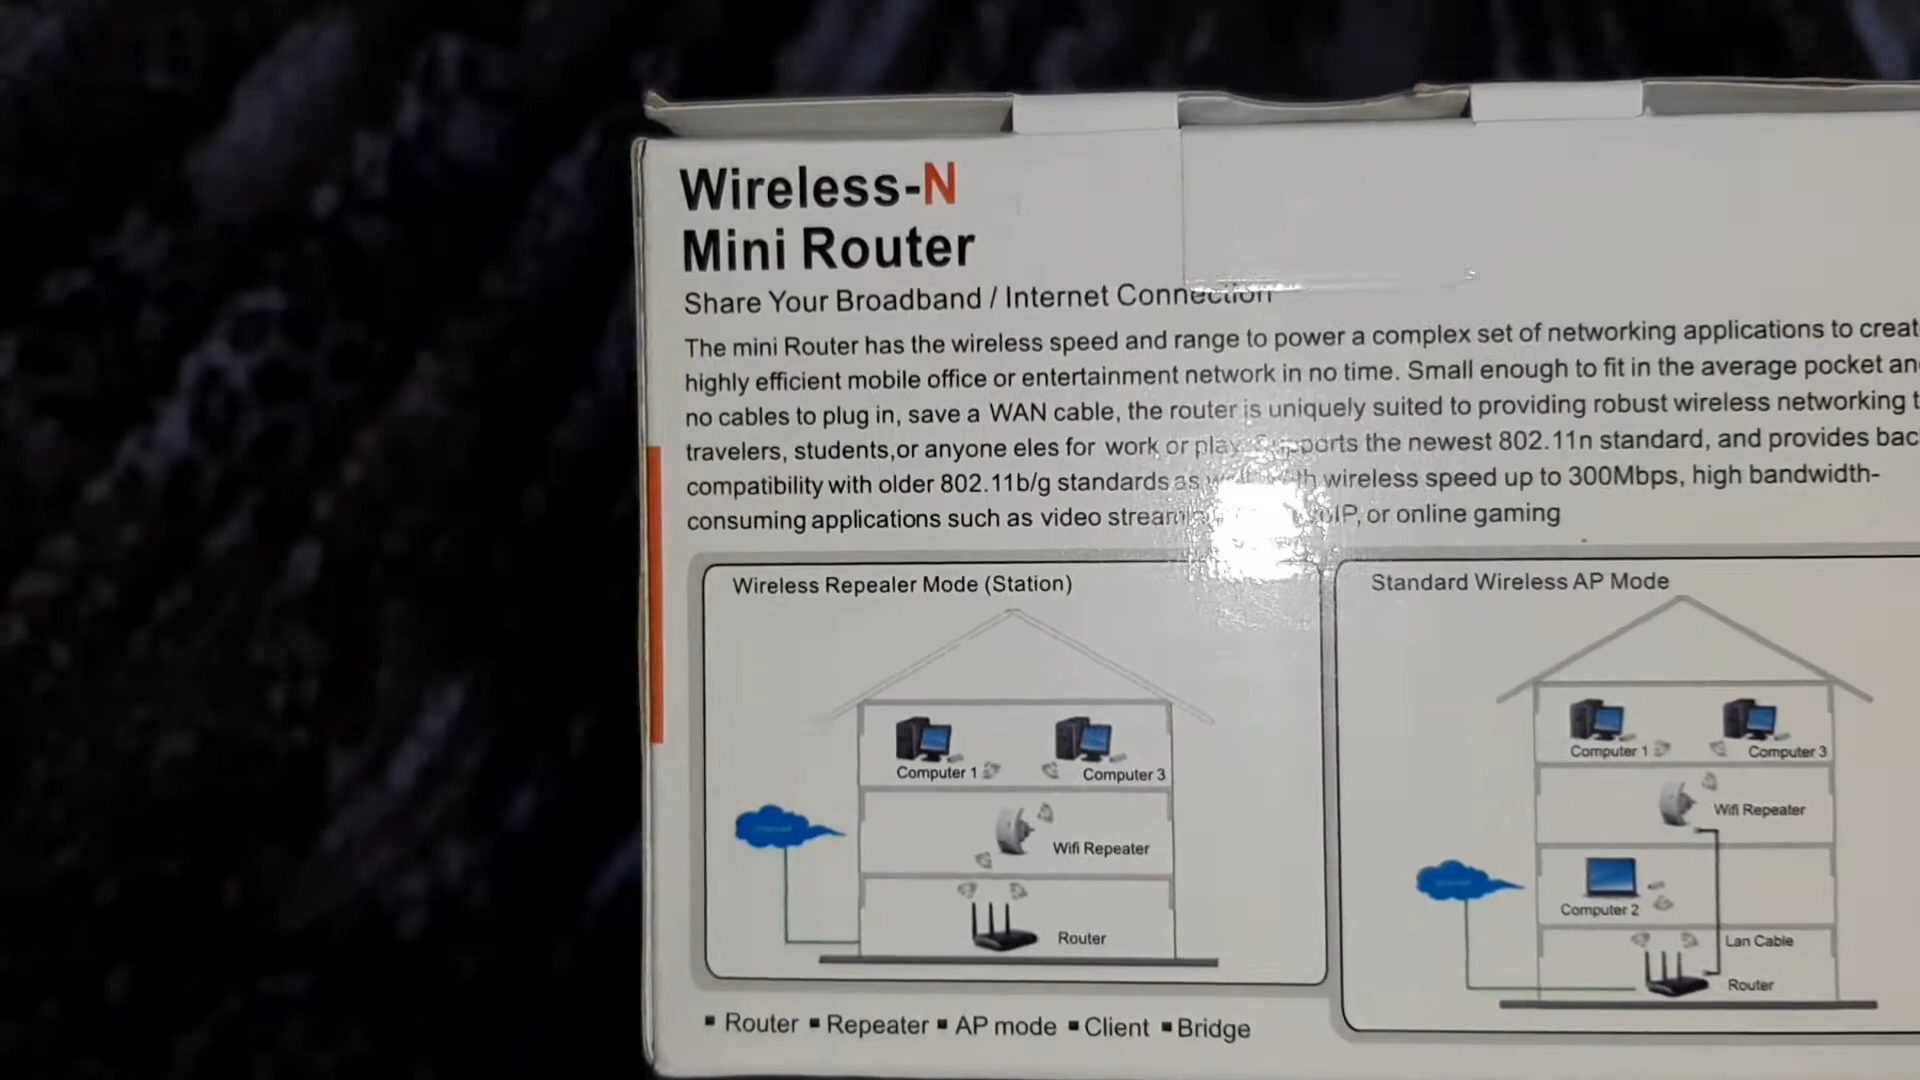 Wireless-N
Mini Router
Share Your Broadband / Internet Connection
The mini Router has the wireless speed and range to power a complex set of networking applications to creat
highly efficient mobile office or entertainment network in no time. Small enough to fit in the average pocket an
no cables to plug in, save a WAN cable, the router is uniquely suited to providing robust wireless networking t
travelers, students,or anyone eles for work or play. Supports the newest 802.11n standard, and provides bac
compatibility with older 802.11b/g standards as wireless speed up to 300Mbps, high bandwidth-
consuming applications such as video or online gaming
Wireless Repealer Mode (Station)
Standard Wireless AP Mode
Computer 1
Computer 3
Computer 1
Computer 3
Wifi Repeater
Wifi Repeater
Computer 2
Router
Lan Cable
Router
▪ Router ▪ Repeater ▪ AP mode ▪ Client ▪ Bridge